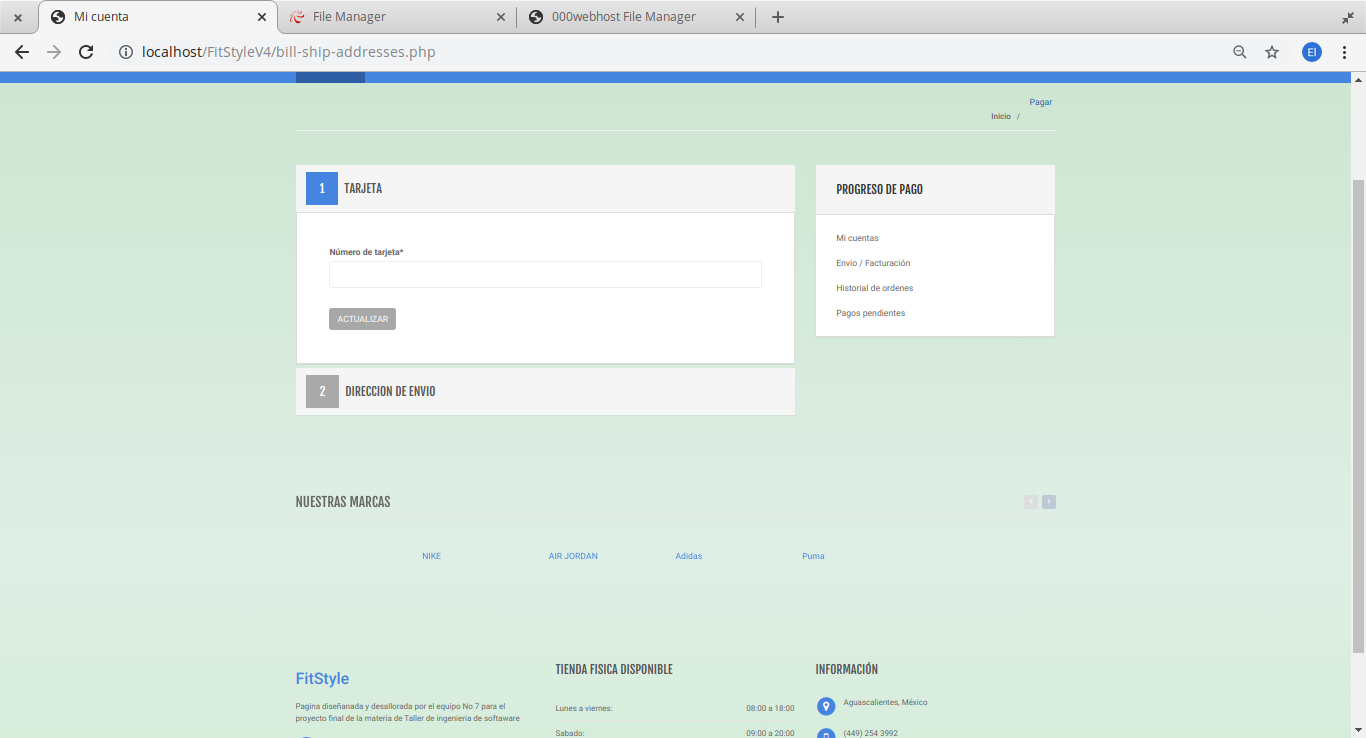 Mi cuenta
File Manager
000webhost File Manager
localhost/FitStyleV4/bill-ship-addresses.php
EI
Pagar
Inicio /
1 TARJETA
Número de tarjeta*
ACTUALIZAR
2 DIRECCION DE ENVIO
PROGRESO DE PAGO
Mi cuentas
Envio / Facturación
Historial de ordenes
Pagos pendientes
NUESTRAS MARCAS
NIKE AIR JORDAN Adidas Puma
FitStyle
Pagina diseñanada y desallorada por el equipo No 7 para el
proyecto final de la materia de Taller de ingenieria de softaware
TIENDA FISICA DISPONIBLE
Lunes a viernes: 08:00 a 18:00
Sabado: 09:00 a 20:00
INFORMACIÓN
Aguascalientes, México
(449) 254 3992